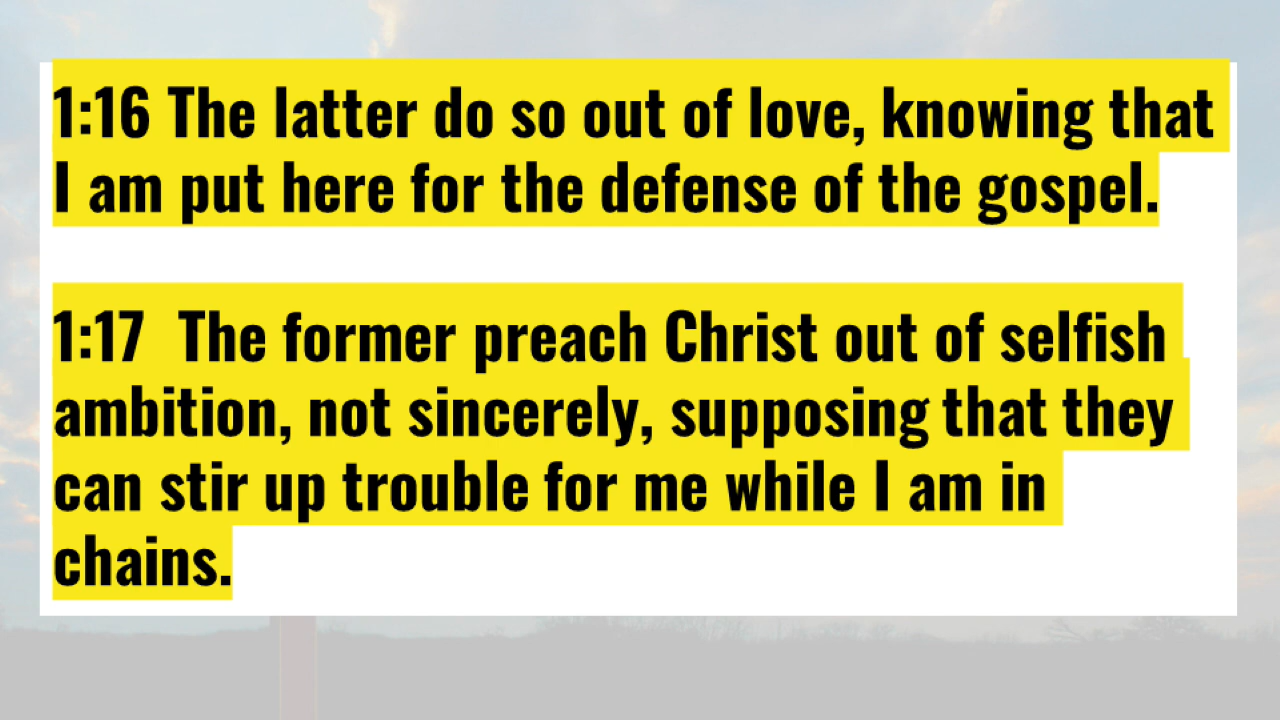 1:16 The latter do so out of love, knowing that
I am put here for the defense of the gospel.
1:17  The former preach Christ out of selfish
ambition, not sincerely, supposing that they
can stir up trouble for me while I am in
chains.